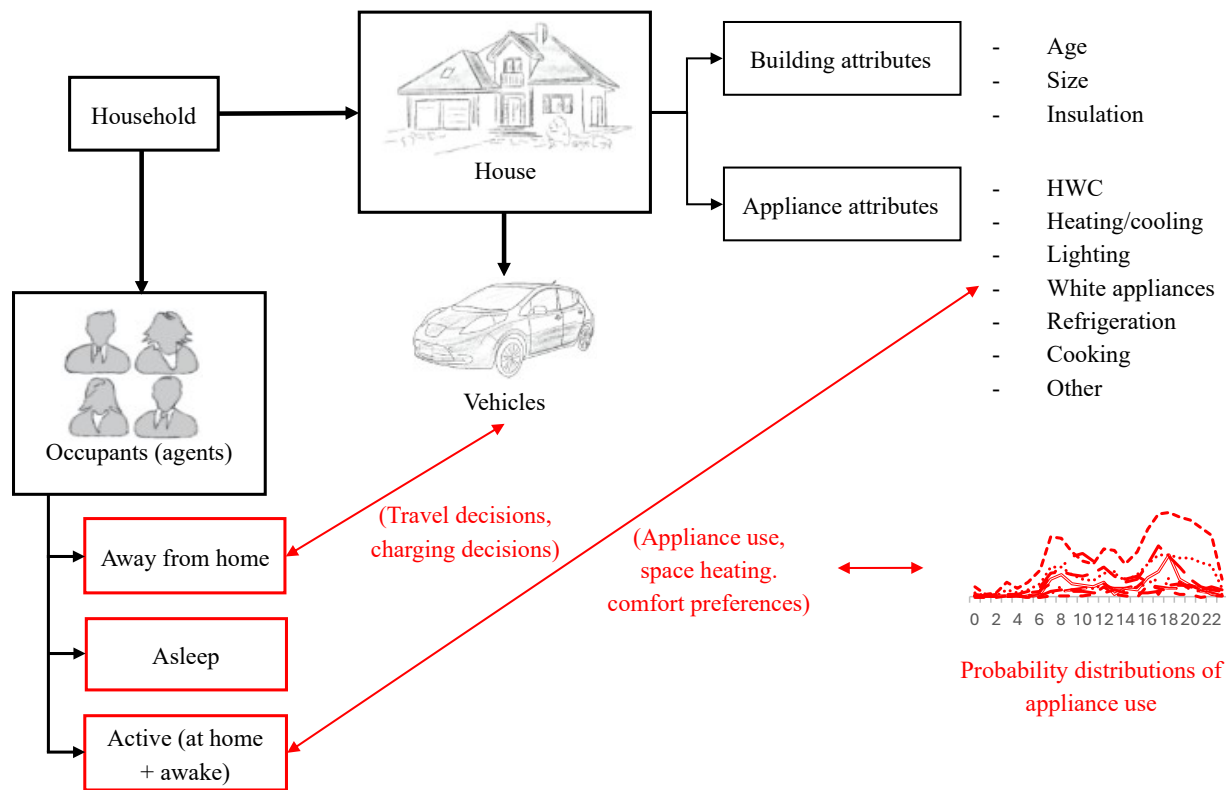 Household
House
Building attributes
- Age
- Size
- Insulation
Appliance attributes
- HWC
- Heating/cooling
- Lighting
- White appliances
- Refrigeration
- Cooking
- Other
Vehicles
Occupants (agents)
Away from home
Asleep
Active (at home
+ awake)
(Travel decisions,
charging decisions)
(Appliance use,
space heating.
comfort preferences)
0 2 4 6 8 10 12 14 16 18 20 22
Probability distributions of
appliance use